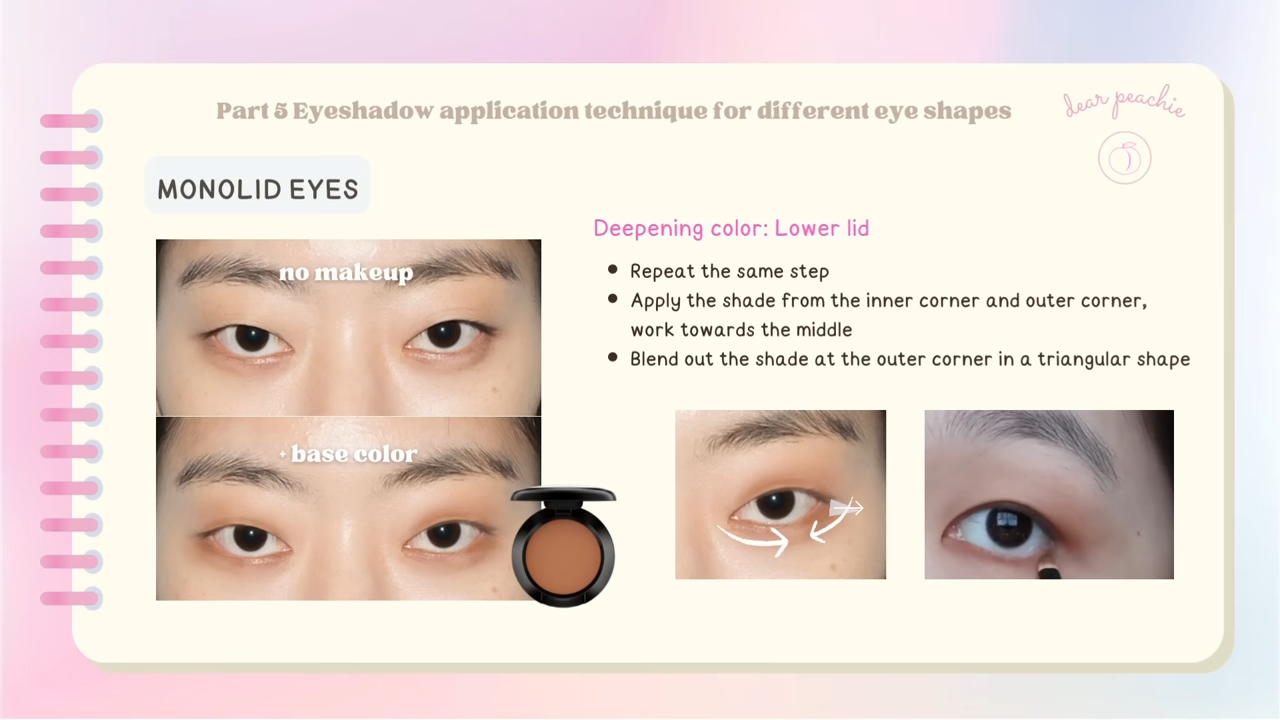 Part 5 Eyeshadow application technique for different eye shapes
dear peachie
MONOLID EYES
no makeup
+ base color
Deepening color: Lower lid
• Repeat the same step
• Apply the shade from the inner corner and outer corner,
work towards the middle
• Blend out the shade at the outer corner in a triangular shape